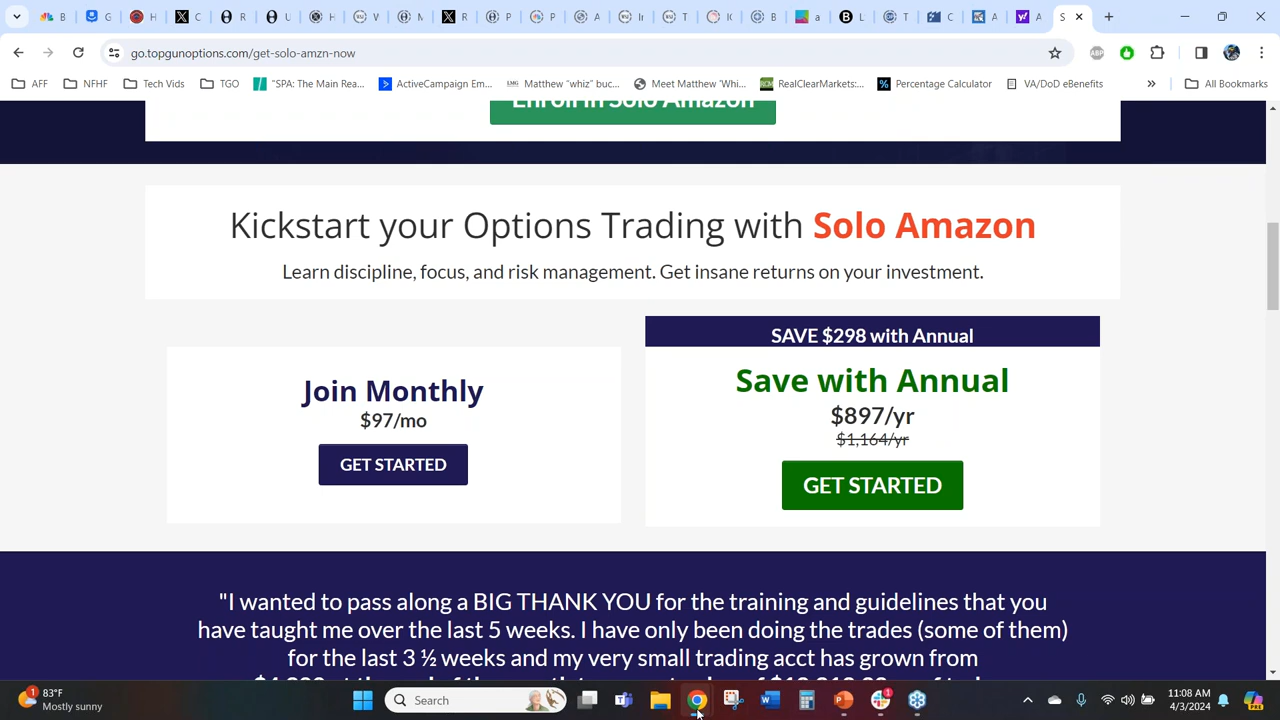 B
G
H
C
R
U
H
V
M
R
P
P
A
Ir
T
IC
B
a
L
T
C
A
A
S
go.topgunoptions.com/get-solo-amzn-now
AFF
NFHF
Tech Vids
TGO
"SPA: The Main Rea...
ActiveCampaign Em...
Matthew "whiz" buc...
Meet Matthew 'Whi...
RealClearMarkets:...
Percentage Calculator
VA/DoD eBenefits
All Bookmarks
Enroll in Solo Amazon
Kickstart your Options Trading with Solo Amazon
Learn discipline, focus, and risk management. Get insane returns on your investment.
SAVE $298 with Annual
Join Monthly
$97/mo
GET STARTED
Save with Annual
$897/yr
$1,164/yr
GET STARTED
"I wanted to pass along a BIG THANK YOU for the training and guidelines that you
have taught me over the last 5 weeks. I have only been doing the trades (some of them)
for the last 3 ½ weeks and my very small trading acct has grown from
83°F
Mostly sunny
Search
11:08 AM
4/3/2024